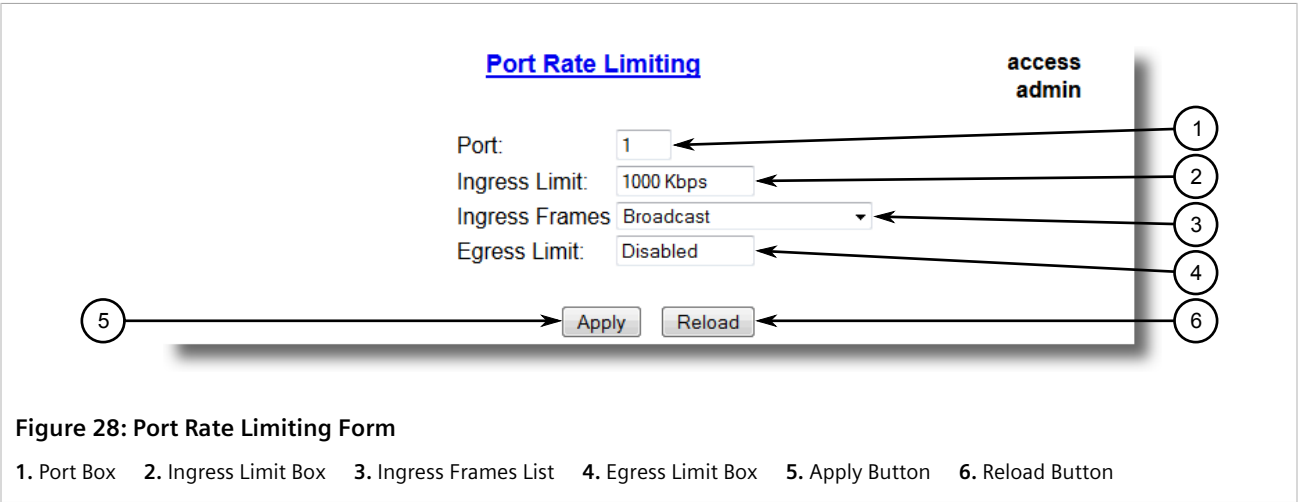 Port Rate Limiting
access
admin
Port: 1
Ingress Limit: 1000 Kbps
Ingress Frames Broadcast
Egress Limit: Disabled
Apply Reload
1
2
3
4
5
6
Figure 28: Port Rate Limiting Form
1. Port Box 2. Ingress Limit Box 3. Ingress Frames List 4. Egress Limit Box 5. Apply Button 6. Reload Button